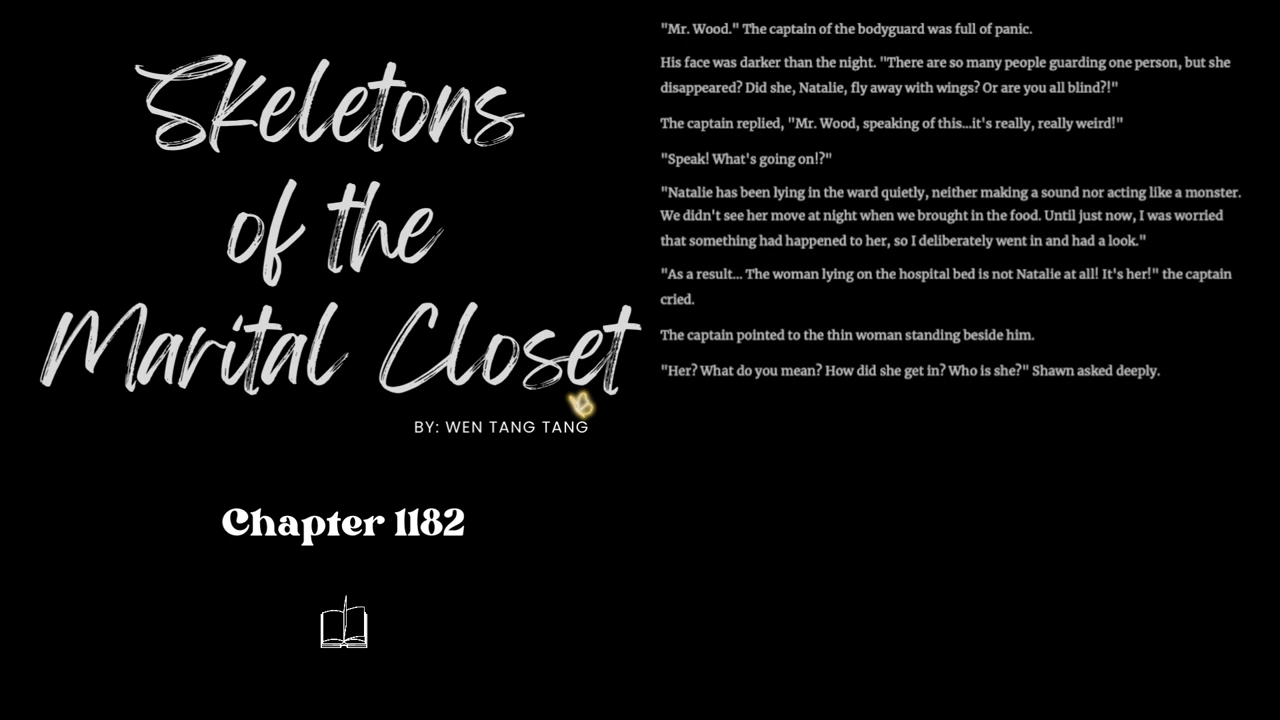 Skeletons
of the
Marital Closet
BY: WEN TANG TANG
Chapter 1182
"Mr. Wood." The captain of the bodyguard was full of panic.
His face was darker than the night. "There are so many people guarding one person, but she
disappeared? Did she, Natalie, fly away with wings? Or are you all blind?!"
The captain replied, "Mr. Wood, speaking of this...it's really, really weird!"
"Speak! What's going on!?"
"Natalie has been lying in the ward quietly, neither making a sound nor acting like a monster.
We didn't see her move at night when we brought in the food. Until just now, I was worried
that something had happened to her, so I deliberately went in and had a look."
"As a result... The woman lying on the hospital bed is not Natalie at all! It's her!" the captain
cried.
The captain pointed to the thin woman standing beside him.
"Her? What do you mean? How did she get in? Who is she?" Shawn asked deeply.